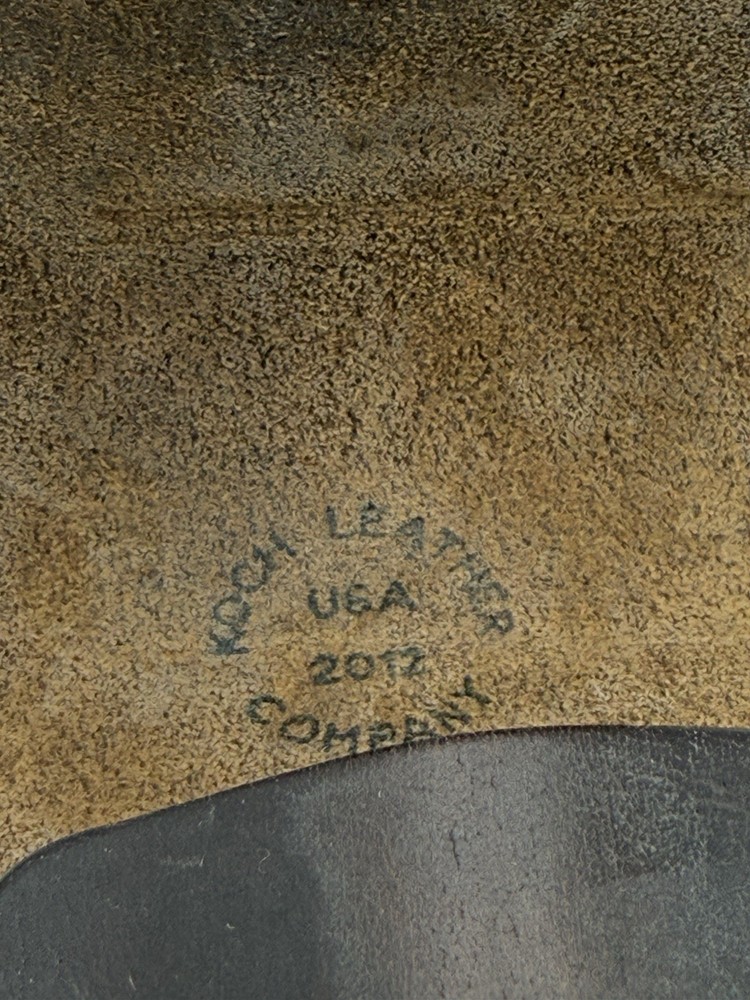 KOCH LEATHER
USA
2012
COMPANY